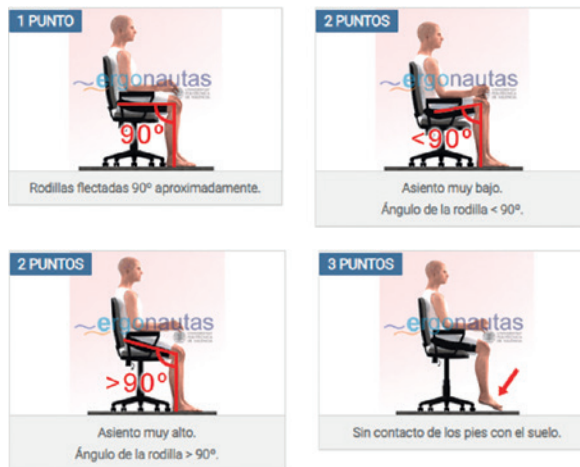 1 PUNTO
ergonautas
90º
Rodillas flectadas 90º aproximadamente.
2 PUNTOS
ergonautas
<90º
Asiento muy bajo.
Ángulo de la rodilla < 90º.
2 PUNTOS
ergonautas
>90º
Asiento muy alto.
Ángulo de la rodilla > 90º.
3 PUNTOS
ergonautas
Sin contacto de los pies con el suelo.